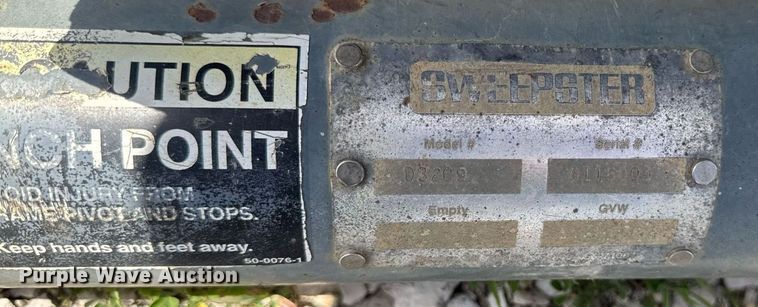 UTION
NCH POINT
OID INJURY FROM
RAME PIVOT AND STOPS.
Keep hands and feet away.
50-0076-1
SWEEPSTER
Model # Serial #
Empty GVW
Purple Wave Auction